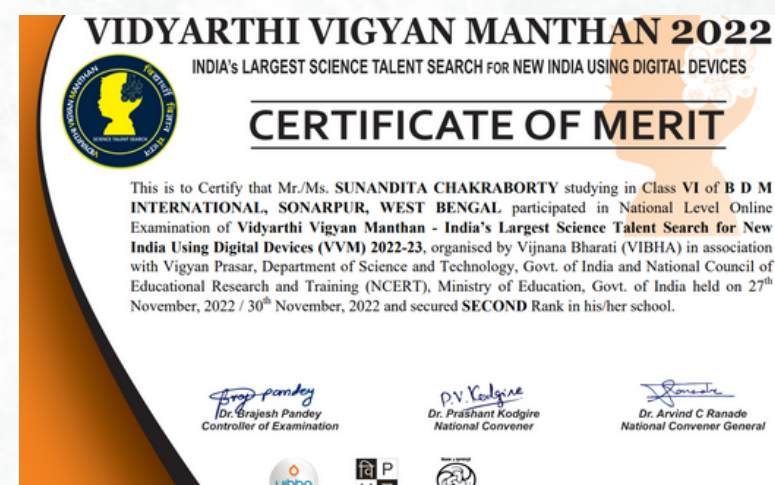 VIDYARTHI VIGYAN MANTHAN 2022
INDIA's LARGEST SCIENCE TALENT SEARCH FOR NEW INDIA USING DIGITAL DEVICES
VIDYARTHI VIGYAN MANTHAN
SCIENCE TALENT SEARCH
CERTIFICATE OF MERIT
This is to Certify that Mr./Ms. SUNANDITA CHAKRABORTY studying in Class VI of B D M
INTERNATIONAL, SONARPUR, WEST BENGAL participated in National Level Online
Examination of Vidyarthi Vigyan Manthan - India's Largest Science Talent Search for New
India Using Digital Devices (VVM) 2022-23, organised by Vijnana Bharati (VIBHA) in association
with Vigyan Prasar, Department of Science and Technology, Govt. of India and National Council of
Educational Research and Training (NCERT), Ministry of Education, Govt. of India held on 27th
November, 2022 / 30th November, 2022 and secured SECOND Rank in his/her school.
Dr. Brajesh Pandey
Controller of Examination
P.V. Kodgire
Dr. Prashant Kodgire
National Convener
Dr. Arvind C Ranade
National Convener General
वि P